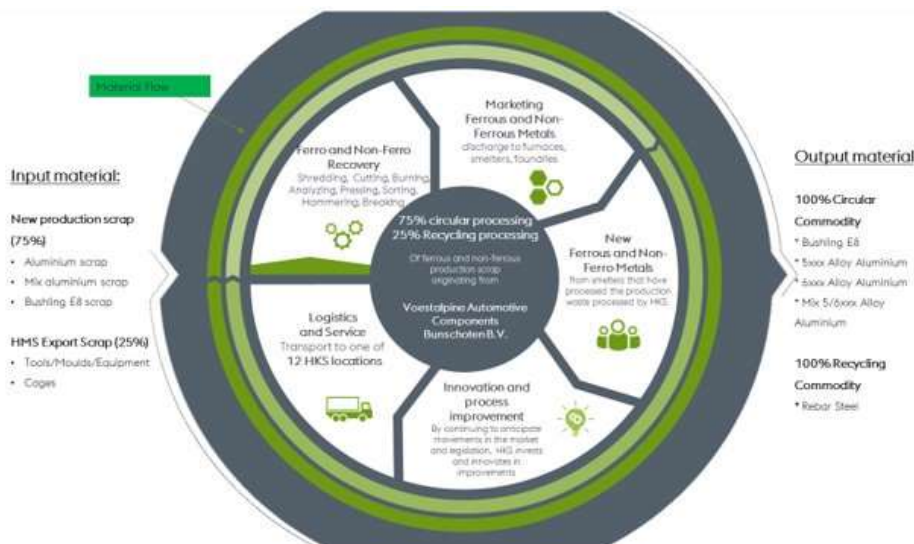 Material Flow
Input material:
New production scrap
(75%)
• Aluminium scrap
• Mix aluminium scrap
• Bushling E8 scrap
HMS Export Scrap (25%)
• Tools/Moulds/Equipment
• Cages
Ferro and Non-Ferro
Recovery
Shredding, Cutting, Burning,
Analyzing, Pressing, Sorting,
Hammering, Breaking
Marketing
Ferrous and Non-
Ferrous Metals
discharge to furnaces,
smelters, foundries
New
Ferrous and Non-
Ferro Metals
from smelters that have
processed the production
waste processed by HKS.
Innovation and
process
improvement
By continuing to anticipate
movements in the market
and legislation, HKS invests
and innovates in
improvements
Logistics
and Service
Transport to one of
12 HKS locations
75% circular processing
25% Recycling processing
Of ferrous and non-ferrous
production scrap
originating from
Voestalpine Automotive
Components
Bunschoten B.V.
Output material
100% Circular
Commodity
* Bushling E8
* 5xxx Alloy Aluminium
* 6xxx Alloy Aluminium
* Mix 5/6xxx Alloy
Aluminium
100% Recycling
Commodity
* Rebar Steel